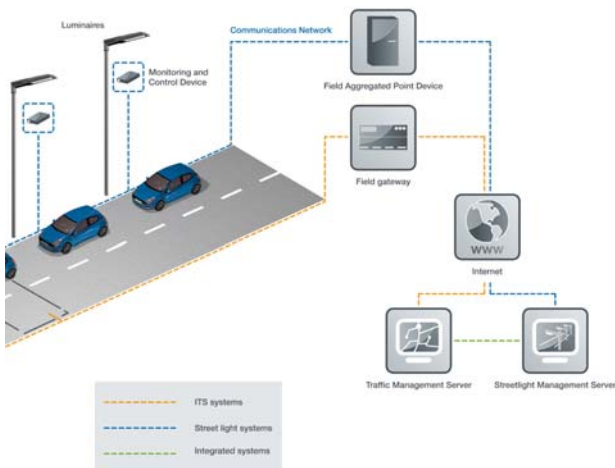 Luminaires
Communications Network
Monitoring and
Control Device
Field Aggregated Point Device
Field gateway
WWW
Internet
Traffic Management Server
Streetlight Management Server
ITS systems
Street light systems
Integrated systems